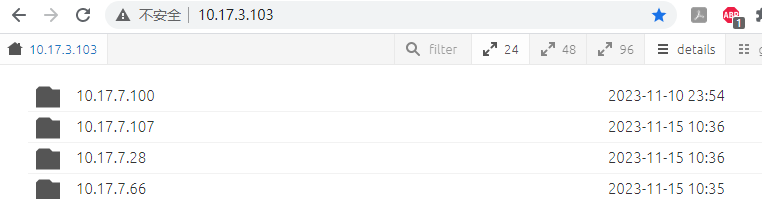 不安全 10.17.3.103
ABP 1
10.17.3.103 filter 24 48 96 details
10.17.7.100 2023-11-10 23:54
10.17.7.107 2023-11-15 10:36
10.17.7.28 2023-11-15 10:36
10.17.7.66 2023-11-15 10:35